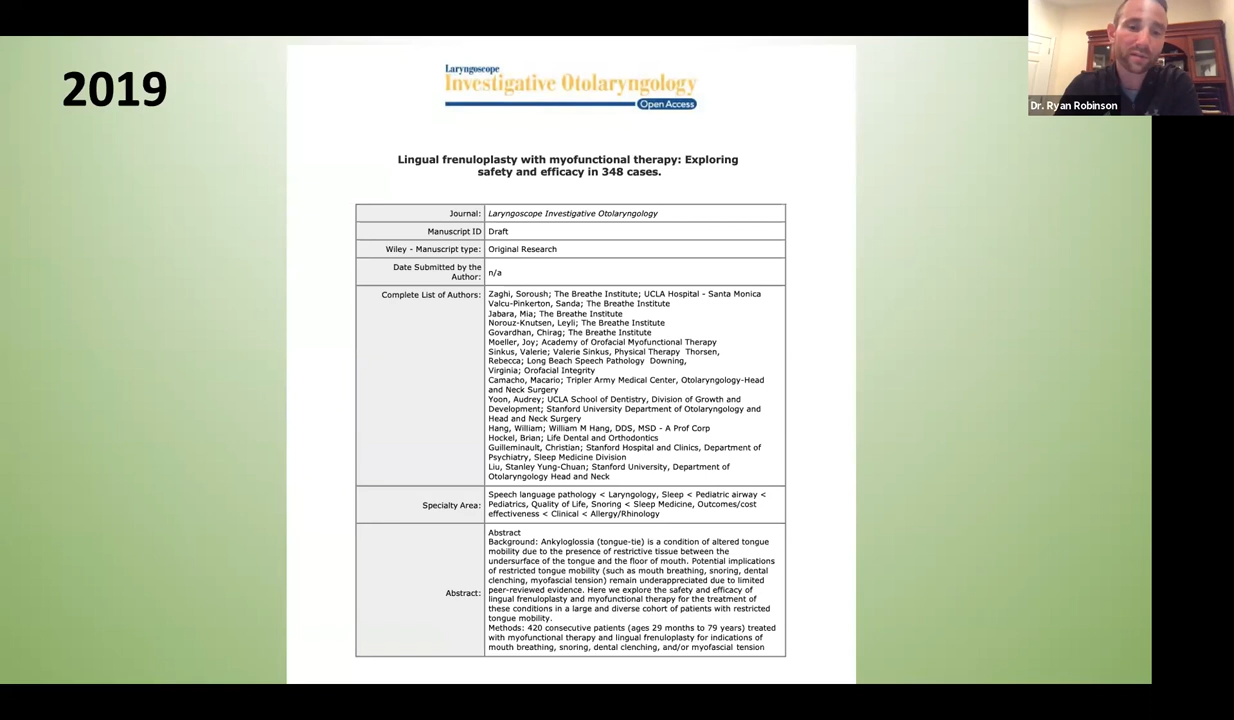 2019
Laryngoscope
Investigative Otolaryngology
Open Access
Dr. Ryan Robinson
Lingual frenuloplasty with myofunctional therapy: Exploring
safety and efficacy in 348 cases.
Journal: Laryngoscope Investigative Otolaryngology
Manuscript ID Draft
Wiley - Manuscript type: Original Research
Date Submitted by the
Author: n/a
Complete List of Authors: Zaghi, Soroush; The Breathe Institute; UCLA Hospital - Santa Monica
Valcu-Pinkerton, Sanda; The Breathe Institute
Jabara, Mia; The Breathe Institute
Norouz-Knutsen, Leyli; The Breathe Institute
Govardhan, Chirag; The Breathe Institute
Moeller, Joy; Academy of Orofacial Myofunctional Therapy
Sinkus, Valerie; Valerie Sinkus, Physical Therapy Thorsen,
Rebecca; Long Beach Speech Pathology Downing,
Virginia; Orofacial Integrity
Camacho, Macario; Tripler Army Medical Center, Otolaryngology-Head
and Neck Surgery
Yoon, Audrey; UCLA School of Dentistry, Division of Growth and
Development; Stanford University Department of Otolaryngology and
Head and Neck Surgery
Hang, William; William M Hang, DDS, MSD - A Prof Corp
Hockel, Brian; Life Dental and Orthodontics
Guilleminault, Christian; Stanford Hospital and Clinics, Department of
Psychiatry, Sleep Medicine Division
Liu, Stanley Yung-Chuan; Stanford University, Department of
Otolaryngology Head and Neck
Specialty Area: Speech language pathology < Laryngology, Sleep < Pediatric airway <
Pediatrics, Quality of Life, Snoring < Sleep Medicine, Outcomes/cost
effectiveness < Clinical < Allergy/Rhinology
Abstract: Abstract
Background: Ankyloglossia (tongue-tie) is a condition of altered tongue
mobility due to the presence of restrictive tissue between the
undersurface of the tongue and the floor of mouth. Potential implications
of restricted tongue mobility (such as mouth breathing, snoring, dental
clenching, myofascial tension) remain underappreciated due to limited
peer-reviewed evidence. Here we explore the safety and efficacy of
lingual frenuloplasty and myofunctional therapy for the treatment of
these conditions in a large and diverse cohort of patients with restricted
tongue mobility.
Methods: 420 consecutive patients (ages 29 months to 79 years) treated
with myofunctional therapy and lingual frenuloplasty for indications of
mouth breathing, snoring, dental clenching, and/or myofascial tension